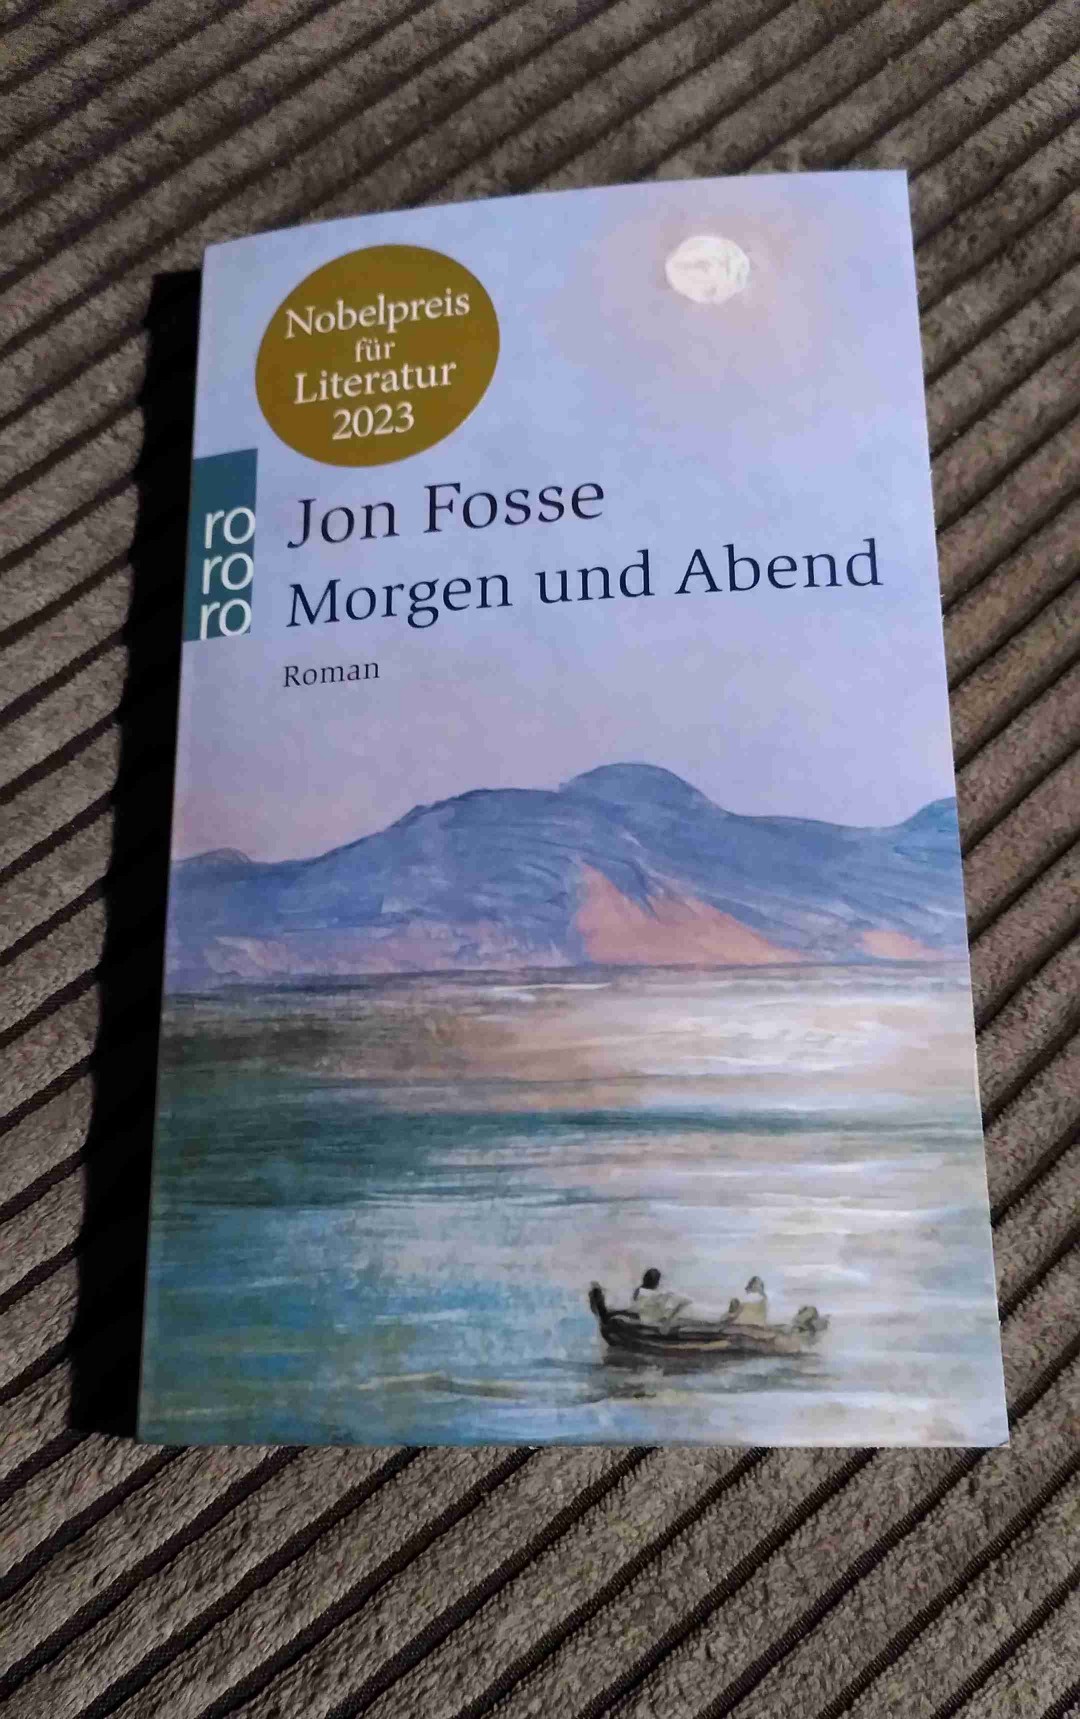 Nobelpreis
für
Literatur
2023
ro
ro
ro
Jon Fosse
Morgen und Abend
Roman